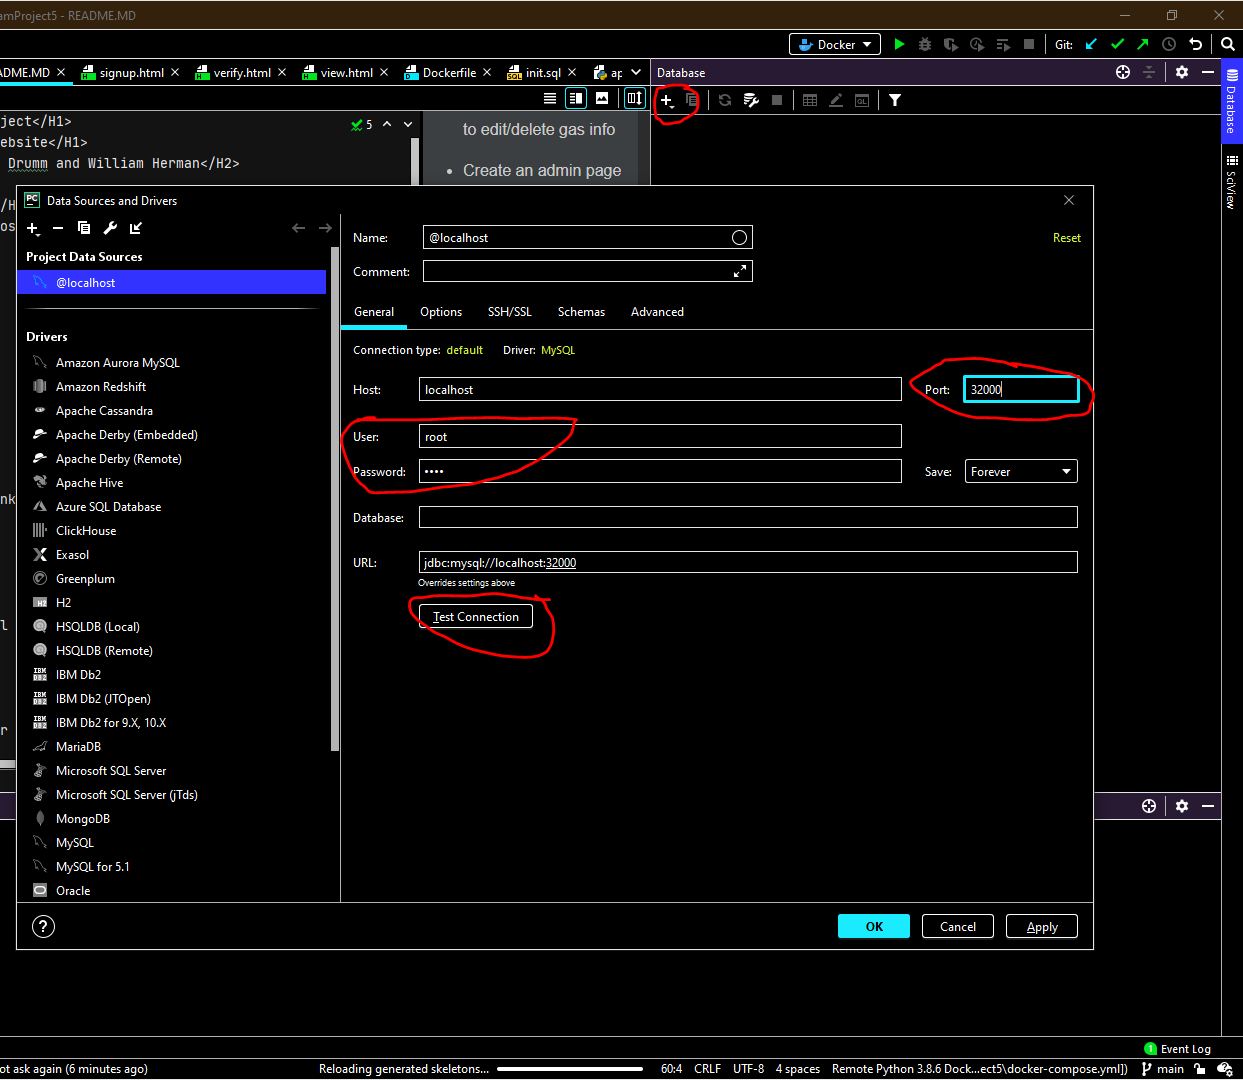 amProject5 - README.MD
Docker
Git:
ADME.MD
signup.html
verify.html
view.html
Dockerfile
init.sql
ap
Database
ject</H1>
ebsite</H1>
Drumm and William Herman</H2>
5
to edit/delete gas info
• Create an admin page
Database
SciView
/H
os
nk
l
r
PC
Data Sources and Drivers
Project Data Sources
@localhost
Drivers
Amazon Aurora MySQL
Amazon Redshift
Apache Cassandra
Apache Derby (Embedded)
Apache Derby (Remote)
Apache Hive
Azure SQL Database
ClickHouse
Exasol
Greenplum
H2
HSQLDB (Local)
HSQLDB (Remote)
IBM Db2
IBM Db2 (JTOpen)
IBM Db2 for 9.X, 10.X
MariaDB
Microsoft SQL Server
Microsoft SQL Server (jTds)
MongoDB
MySQL
MySQL for 5.1
Oracle
Name: @localhost
Reset
Comment:
General
Options
SSH/SSL
Schemas
Advanced
Connection type: default Driver: MySQL
Host: localhost
Port: 32000
User: root
Password: ••••
Save: Forever
Database:
URL: jdbc:mysql://localhost:32000
Overrides settings above
Test Connection
?
OK
Cancel
Apply
1 Event Log
ot ask again (6 minutes ago)
Reloading generated skeletons...
60:4 CRLF UTF-8 4 spaces Remote Python 3.8.6 Dock...ect5\docker-compose.yml]) main